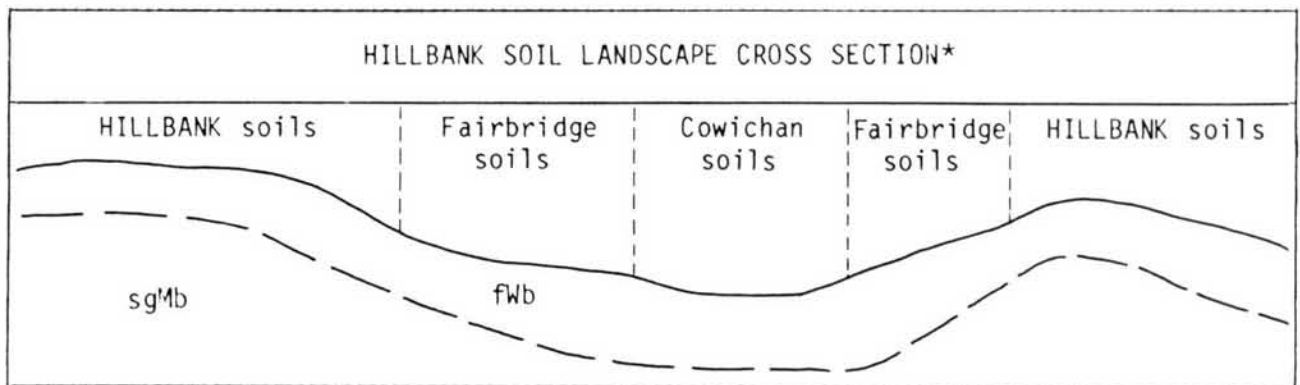 HILLBANK SOIL LANDSCAPE CROSS SECTION*
HILLBANK soils
Fairbridge
soils
Cowichan
soils
Fairbridge
soils
HILLBANK soils
sgMb
fWb